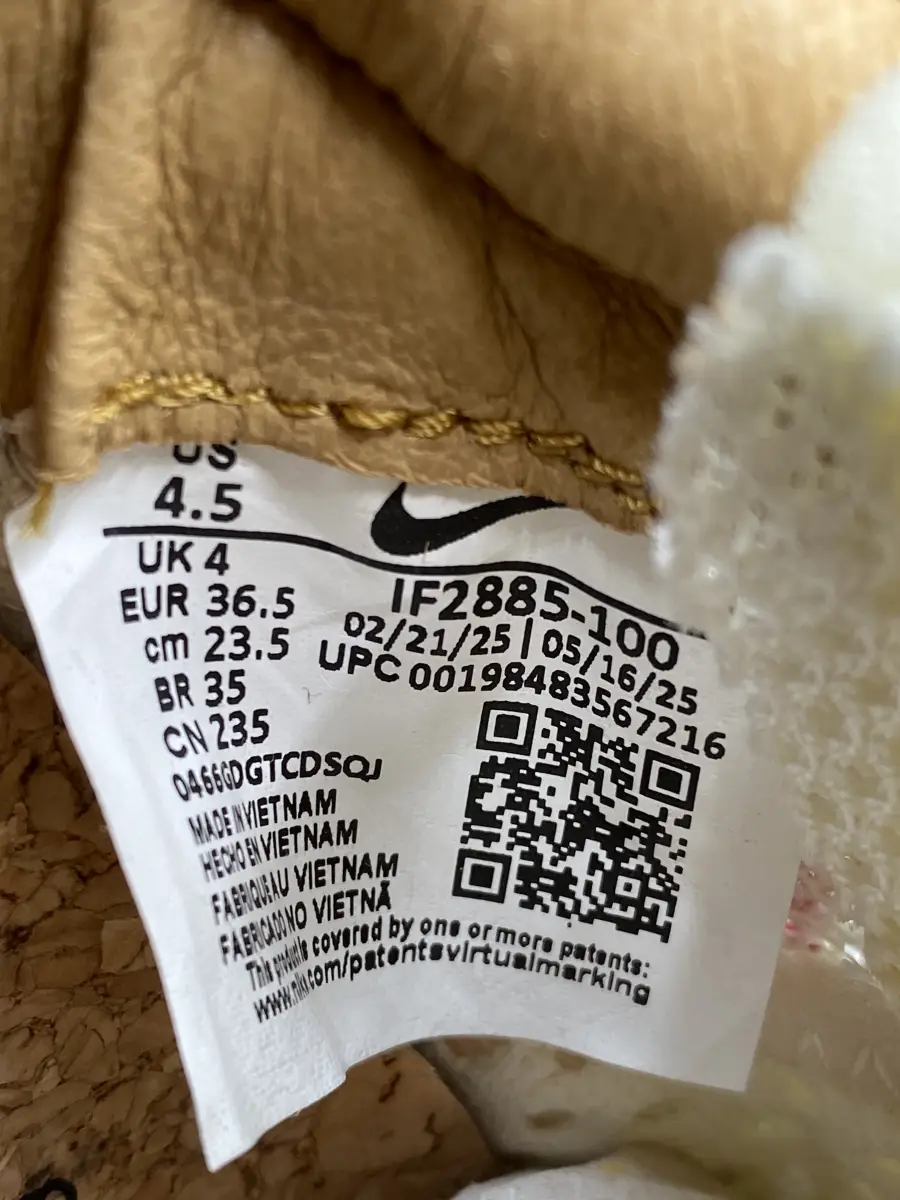 US
4.5
UK 4
EUR 36.5
cm 23.5
BR 35
CN 235
IF2885-100
02/21/25 | 05/16/25
UPC 00198483567216
0466GDGTCDSQJ
MADE IN VIETNAM
HECHO EN VIETNAM
FABRIQUE AU VIETNAM
FABRICADO NO VIETNÃ
This product is covered by one or more patents:
www.nike.com/patentsvirtualmarking